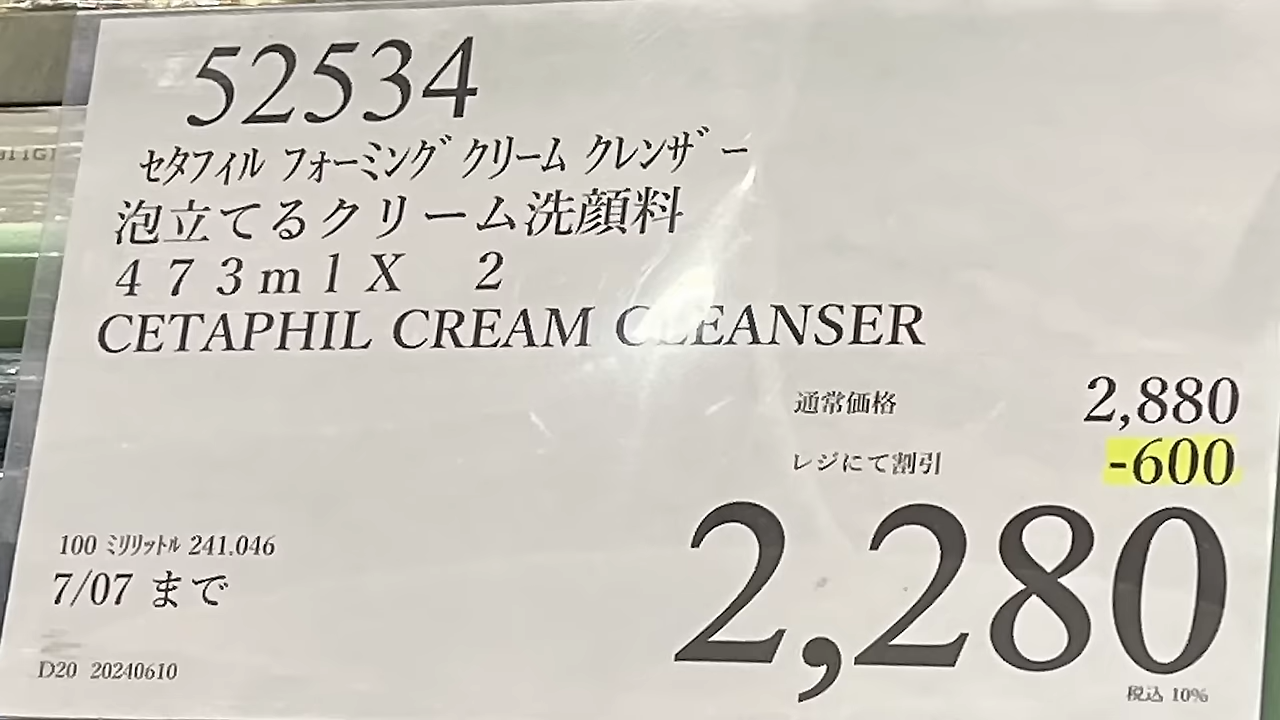 52534
セタフィル フォーミング クリーム クレンザー
泡立てるクリーム洗顔料
473ml X 2
CETAPHIL CREAM CLEANSER
通常価格 2,880
レジにて割引 -600
2,280
100 ミリリットル 241.046
7/07 まで
D20 20240610
税込 10%